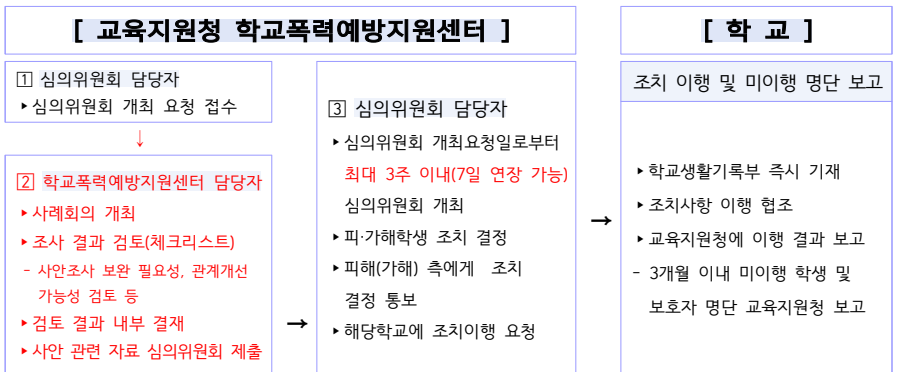 [ 교육지원청 학교폭력예방지원센터 ]
1 심의위원회 담당자
▸심의위원회 개최 요청 접수
↓
2 학교폭력예방지원센터 담당자
▸사례회의 개최
▸조사 결과 검토(체크리스트)
- 사안조사 보완 필요성, 관계개선
가능성 검토 등
▸검토 결과 내부 결재
▸사안 관련 자료 심의위원회 제출
→
3 심의위원회 담당자
▸심의위원회 개최요청일로부터
최대 3주 이내(7일 연장 가능)
심의위원회 개최
▸피·가해학생 조치 결정
▸피해(가해) 측에게 조치
결정 통보
▸해당학교에 조치이행 요청
→
→
[ 학 교 ]
조치 이행 및 미이행 명단 보고
▸학교생활기록부 즉시 기재
▸조치사항 이행 협조
▸교육지원청에 이행 결과 보고
- 3개월 이내 미이행 학생 및
보호자 명단 교육지원청 보고